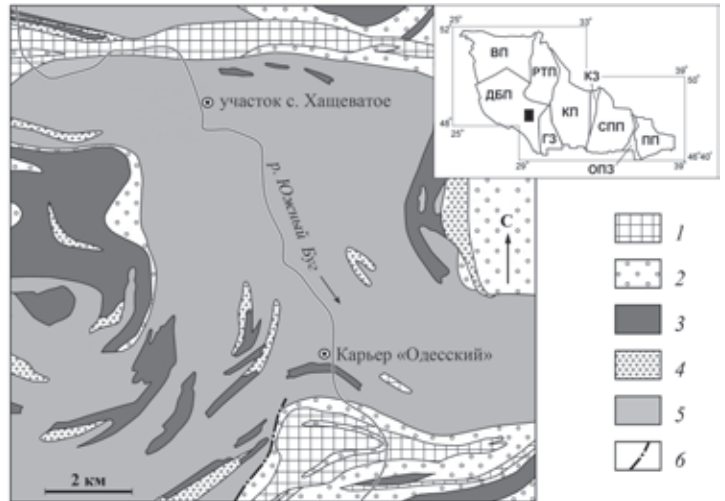 52°
25°
33°
39°
50°
48°
25°
29°
39°
46°40'
ВП
РТП
КЗ
ДБП
КП
СПП
ГЗ
ПП
ОПЗ
участок с. Хащеватое
р. Южный Буг
С
Карьер «Одесский»
2 км
1
2
3
4
5
6